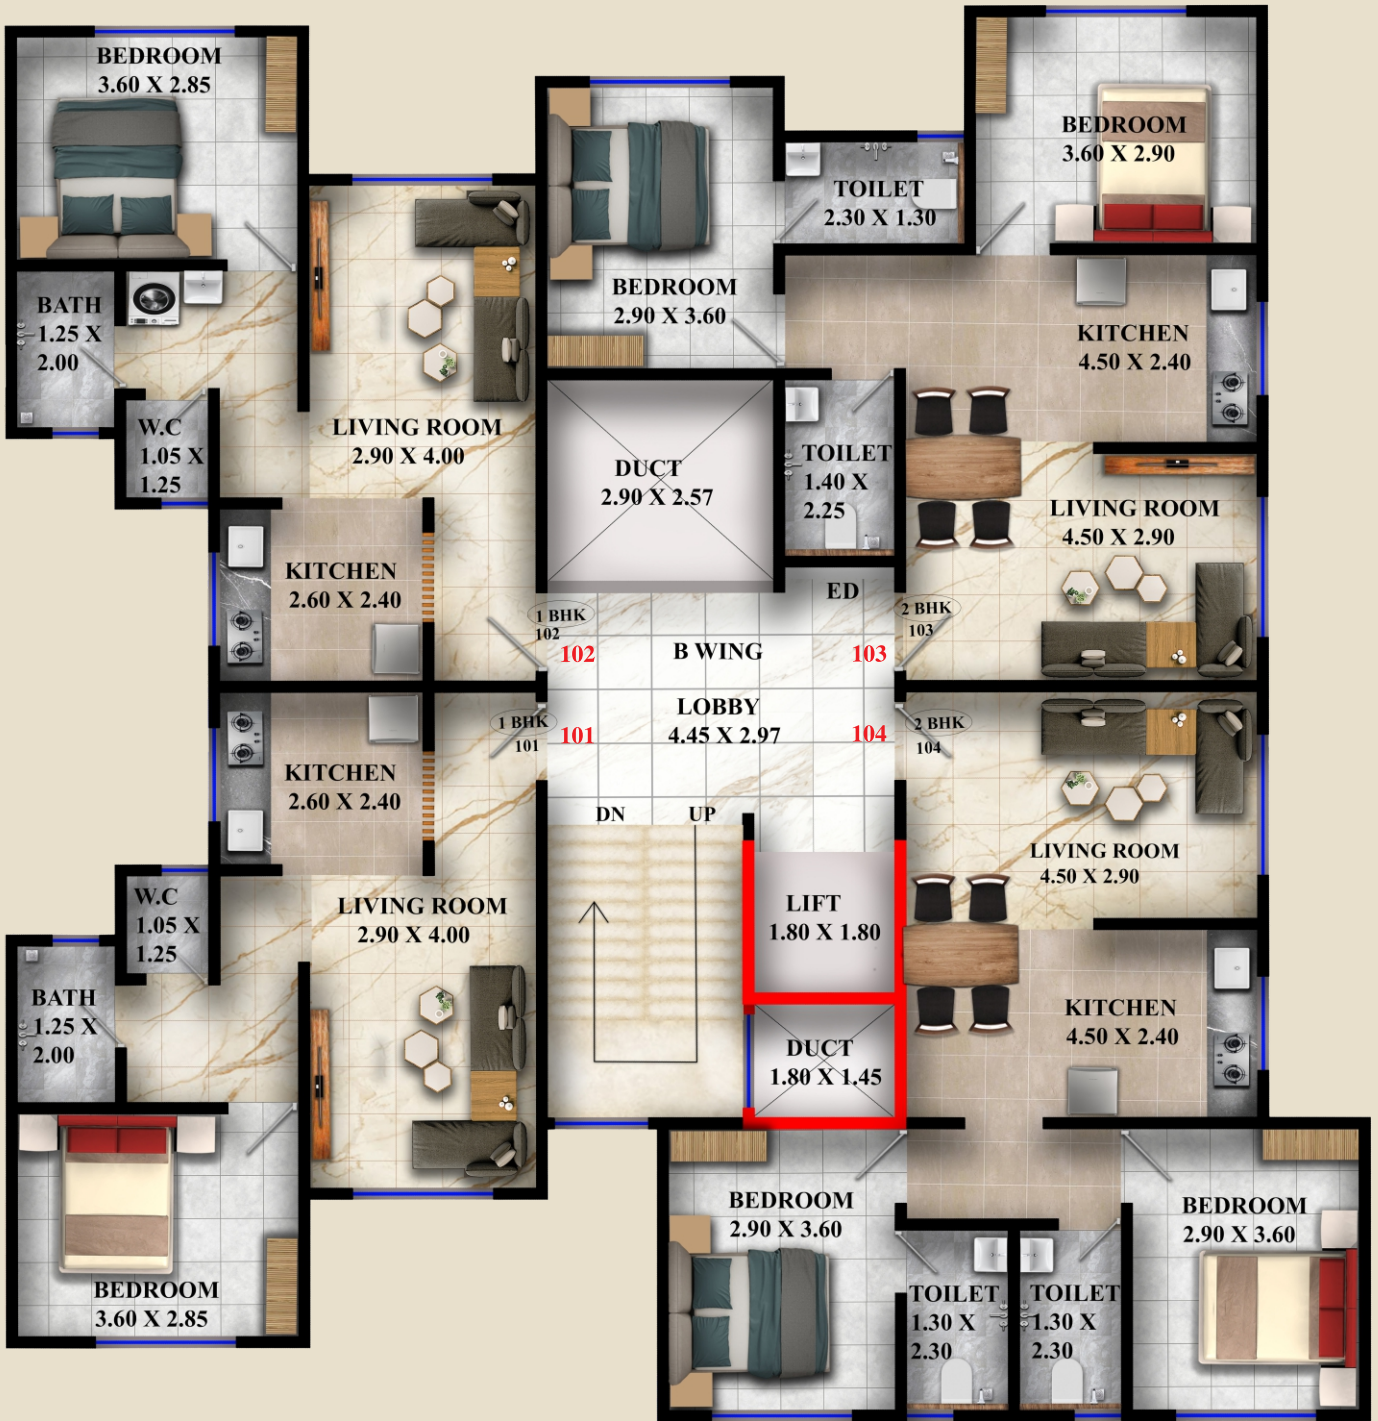 BEDROOM
3.60 X 2.85
BEDROOM
3.60 X 2.90
TOILET
2.30 X 1.30
BEDROOM
2.90 X 3.60
BATH
1.25 X
2.00
KITCHEN
4.50 X 2.40
W.C
1.05 X
1.25
LIVING ROOM
2.90 X 4.00
DUCT
2.90 X 2.57
TOILET
1.40 X
2.25
LIVING ROOM
4.50 X 2.90
KITCHEN
2.60 X 2.40
ED
1 BHK
102
2 BHK
103
102
B WING
103
LOBBY
4.45 X 2.97
1 BHK
101
101
104
2 BHK
104
KITCHEN
2.60 X 2.40
DN
UP
LIVING ROOM
4.50 X 2.90
W.C
1.05 X
1.25
LIVING ROOM
2.90 X 4.00
LIFT
1.80 X 1.80
BATH
1.25 X
2.00
DUCT
1.80 X 1.45
KITCHEN
4.50 X 2.40
BEDROOM
2.90 X 3.60
BEDROOM
2.90 X 3.60
BEDROOM
3.60 X 2.85
TOILET
1.30 X
2.30
TOILET
1.30 X
2.30